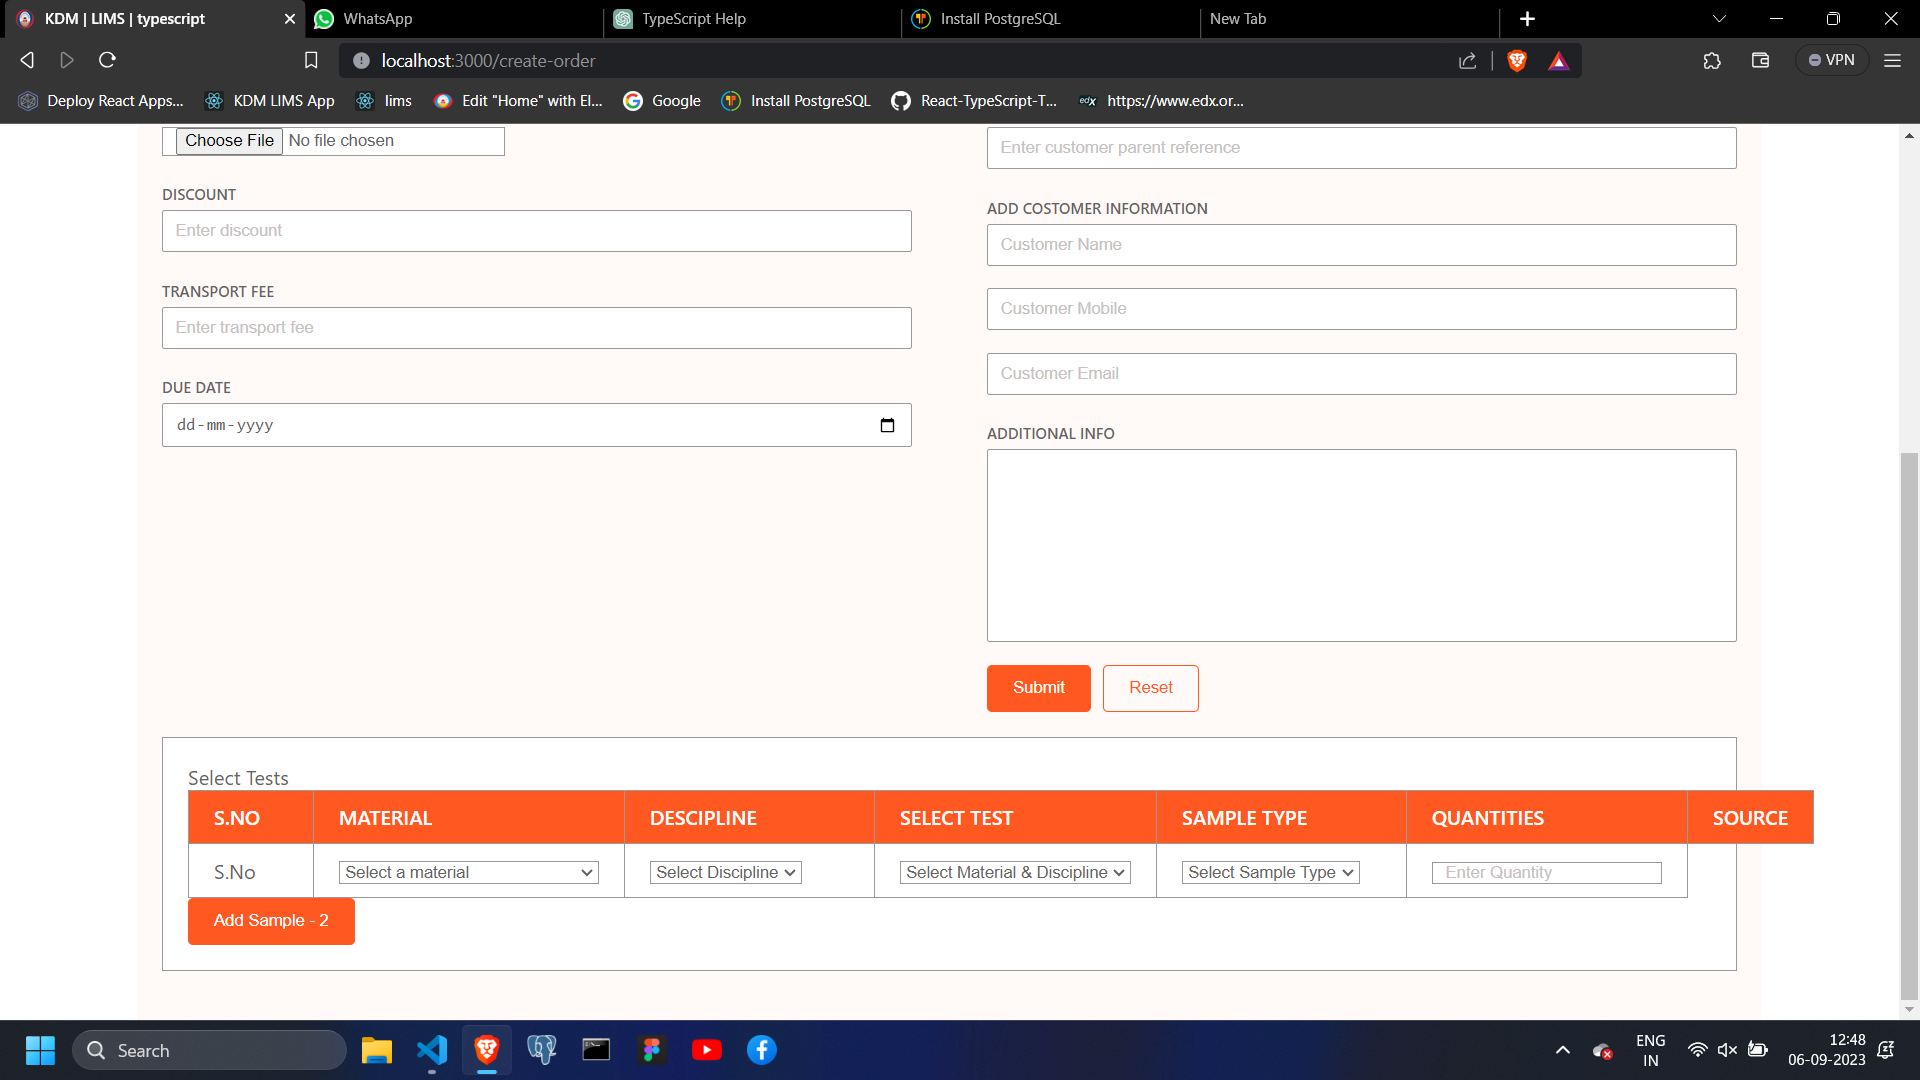 KDM | LIMS | typescript
WhatsApp
TypeScript Help
Install PostgreSQL
New Tab
localhost:3000/create-order
VPN
Deploy React Apps...
KDM LIMS App
lims
Edit "Home" with El...
Google
Install PostgreSQL
React-TypeScript-T...
edX
https://www.edx.or...
Choose File No file chosen
DISCOUNT
Enter discount
TRANSPORT FEE
Enter transport fee
DUE DATE
dd-mm-yyyy
Enter customer parent reference
ADD COSTOMER INFORMATION
Customer Name
Customer Mobile
Customer Email
ADDITIONAL INFO
Submit
Reset
Select Tests
S.NO MATERIAL DESCIPLINE SELECT TEST SAMPLE TYPE QUANTITIES SOURCE
S.No Select a material Select Discipline Select Material & Discipline Select Sample Type Enter Quantity
Add Sample - 2
Search
ENG
IN
12:48
06-09-2023